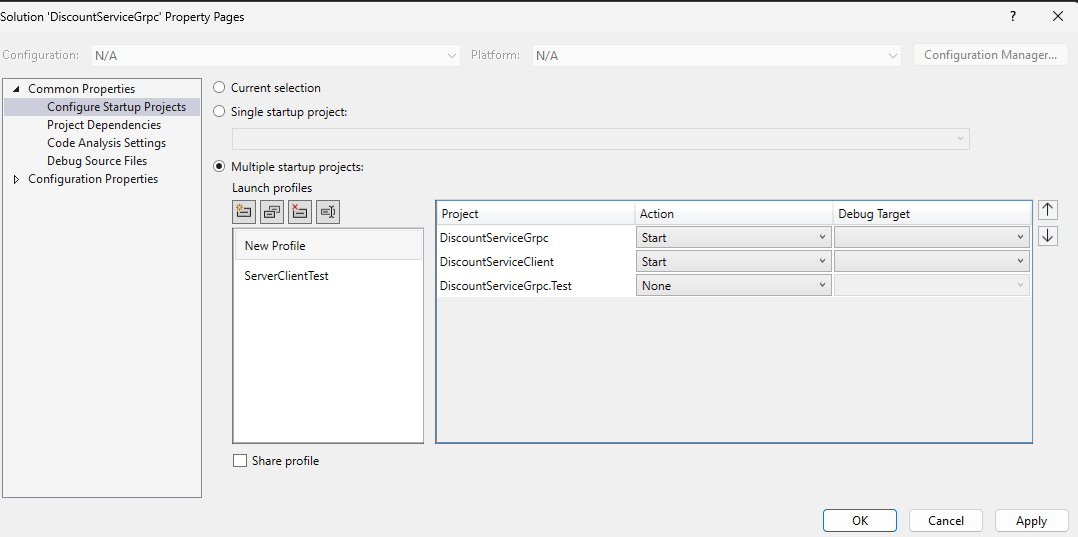 Solution 'DiscountServiceGrpc' Property Pages
?
Configuration: N/A Platform: N/A Configuration Manager...
Common Properties
Configure Startup Projects
Project Dependencies
Code Analysis Settings
Debug Source Files
Configuration Properties
Current selection
Single startup project:
Multiple startup projects:
Launch profiles
New Profile
ServerClientTest
Project Action Debug Target
DiscountServiceGrpc Start
DiscountServiceClient Start
DiscountServiceGrpc.Test None
Share profile
OK Cancel Apply